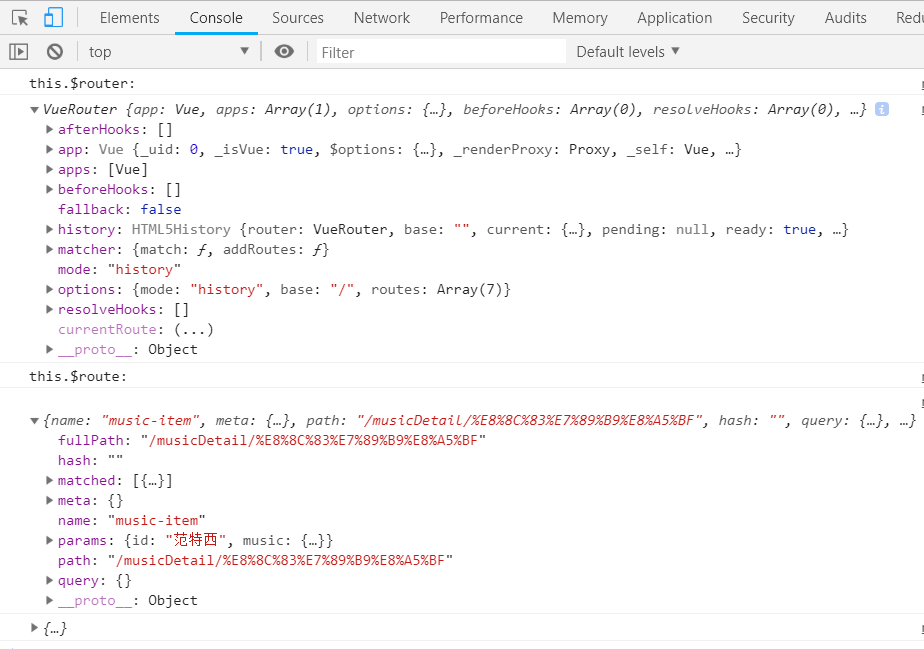 Elements Console Sources Network Performance Memory Application Security Audits
top Filter Default levels
this.$router:
VueRouter {app: Vue, apps: Array(1), options: {…}, beforeHooks: Array(0), resolveHooks: Array(0), …}
afterHooks: []
app: Vue {_uid: 0, _isVue: true, $options: {…}, _renderProxy: Proxy, _self: Vue, …}
apps: [Vue]
beforeHooks: []
fallback: false
history: HTML5History {router: VueRouter, base: "", current: {…}, pending: null, ready: true, …}
matcher: {match: ƒ, addRoutes: ƒ}
mode: "history"
options: {mode: "history", base: "/", routes: Array(7)}
resolveHooks: []
currentRoute: (...)
__proto__: Object
this.$route:
{name: "music-item", meta: {…}, path: "/musicDetail/%E8%8C%83%E7%89%B9%E8%A5%BF", hash: "", query: {…}, …}
fullPath: "/musicDetail/%E8%8C%83%E7%89%B9%E8%A5%BF"
hash: ""
matched: [{…}]
meta: {}
name: "music-item"
params: {id: "范特西", music: {…}}
path: "/musicDetail/%E8%8C%83%E7%89%B9%E8%A5%BF"
query: {}
__proto__: Object
{…}